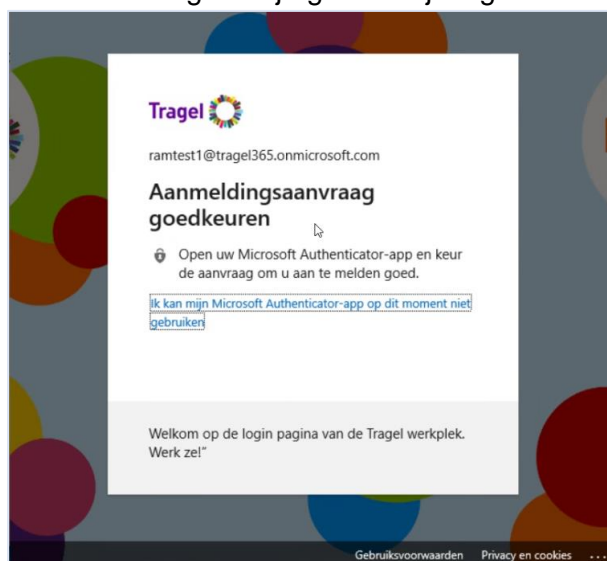 Tragel
ramtest1@tragel365.onmicrosoft.com
Aanmeldingsaanvraag
goedkeuren
Open uw Microsoft Authenticator-app en keur
de aanvraag om u aan te melden goed.
Ik kan mijn Microsoft Authenticator-app op dit moment niet
gebruiken
Welkom op de login pagina van de Tragel werkplek.
Werk ze!"
Gebruiksvoorwaarden Privacy en cookies ...